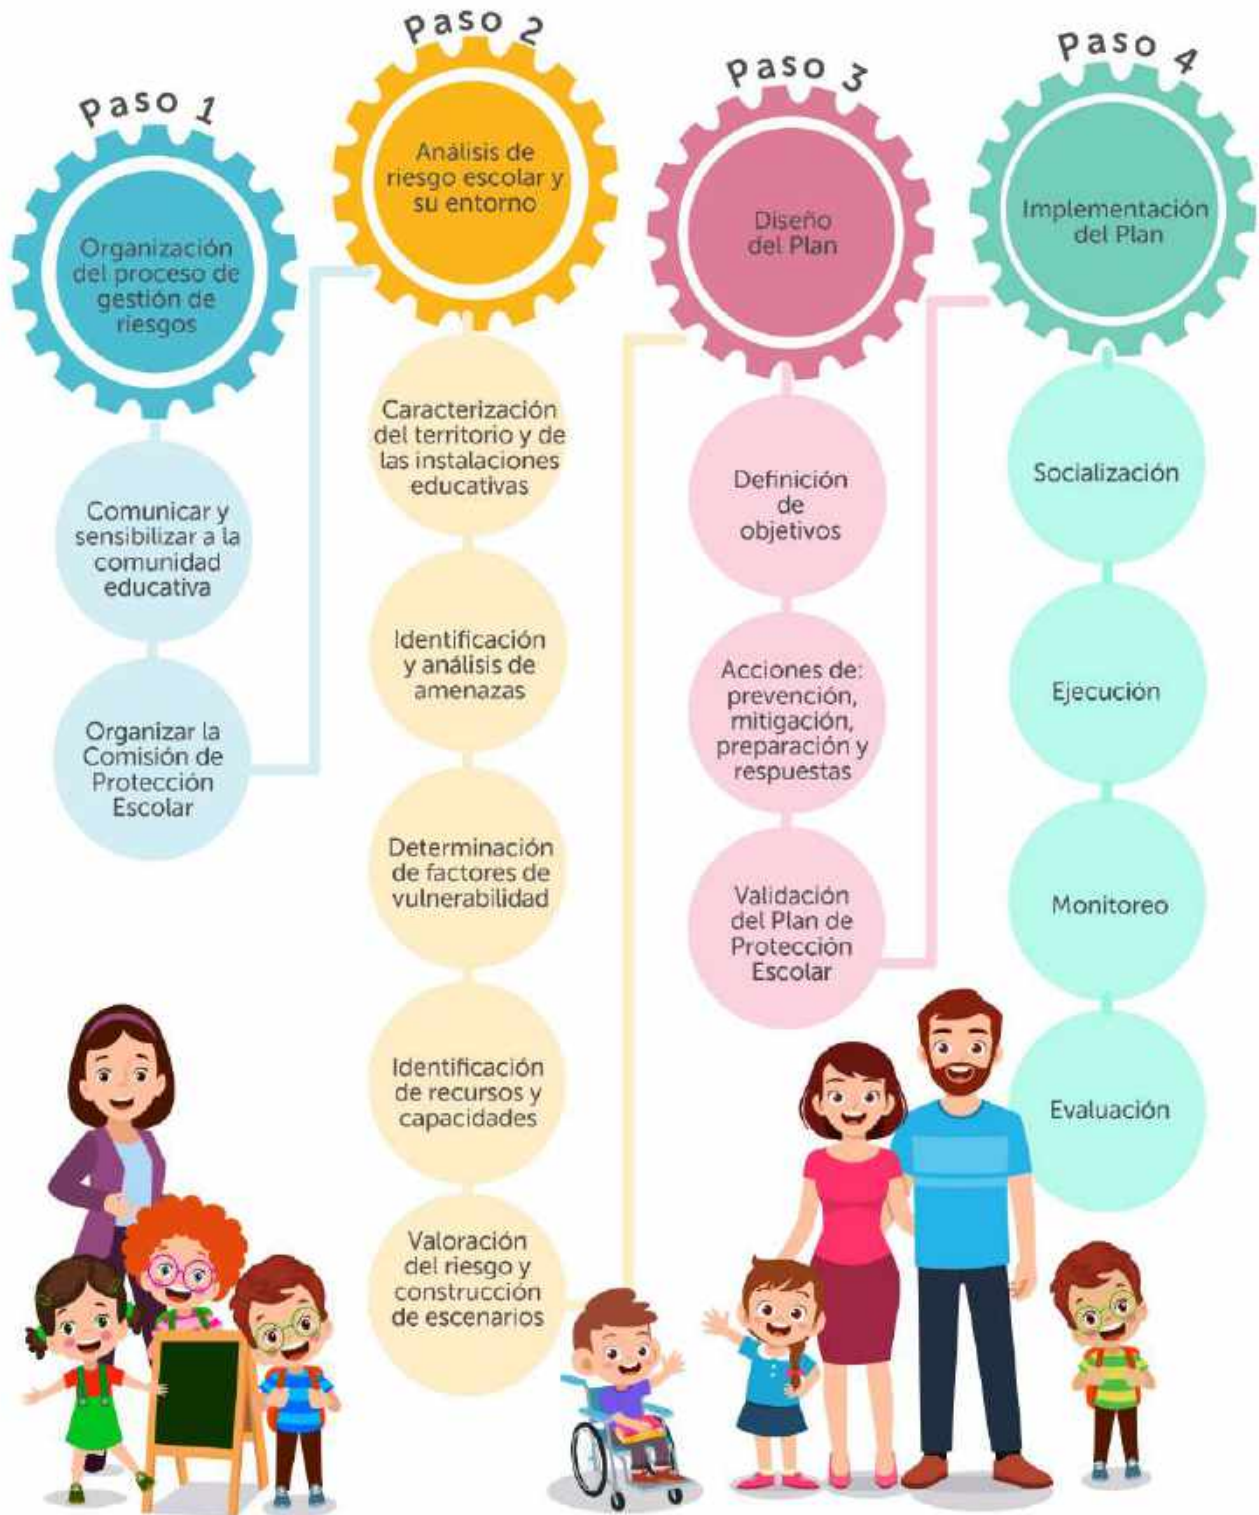 Paso 1
Organización
del proceso de
gestión de
riesgos
Comunicar y
sensibilizar a la
comunidad
educativa
Organizar la
Comisión de
Protección
Escolar
Paso 2
Análisis de
riesgo escolar y
su entorno
Caracterización
del territorio y de
las instalaciones
educativas
Identificación
y análisis de
amenazas
Determinación
de factores de
vulnerabilidad
Identificación
de recursos y
capacidades
Valoración
del riesgo y
construcción
de escenarios
Paso 3
Diseño
del Plan
Definición
de
objetivos
Acciones de:
prevención,
mitigación,
preparación y
respuestas
Validación
del Plan de
Protección
Escolar
Paso 4
Implementación
del Plan
Socialización
Ejecución
Monitoreo
Evaluación